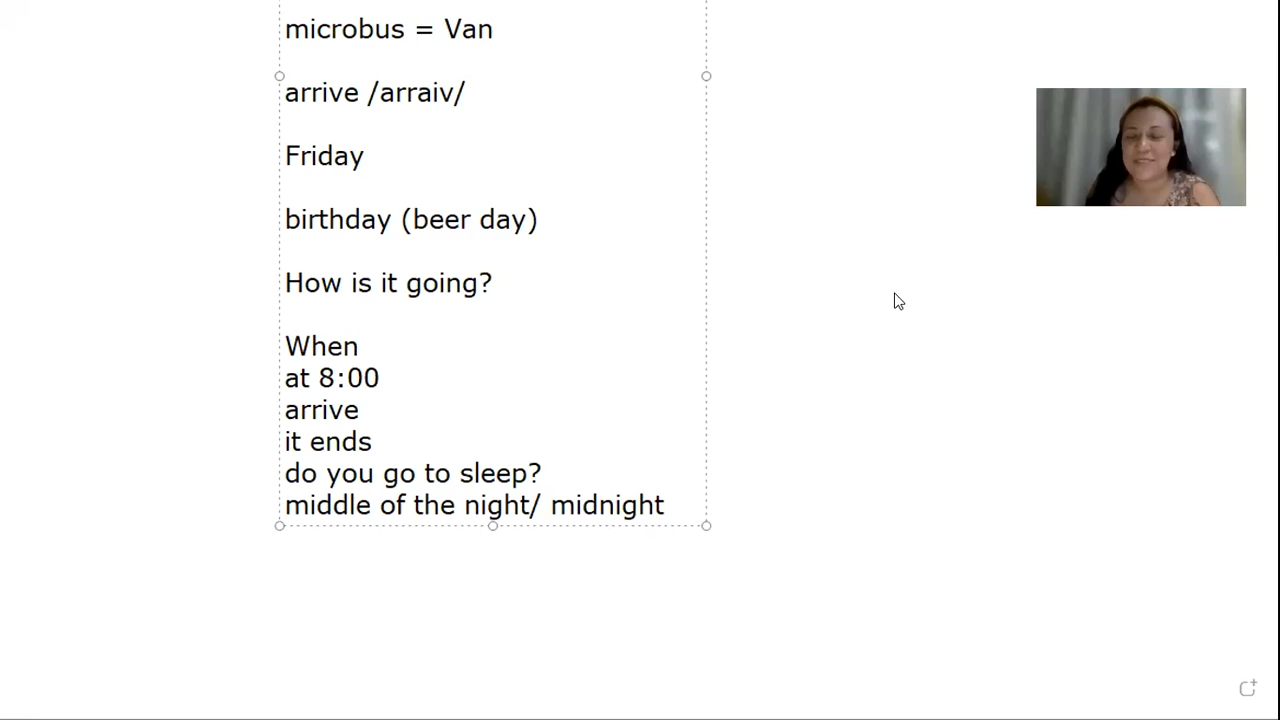 microbus = Van
arrive /arraiv/
Friday
birthday (beer day)
How is it going?
When
at 8:00
arrive
it ends
do you go to sleep?
middle of the night/ midnight